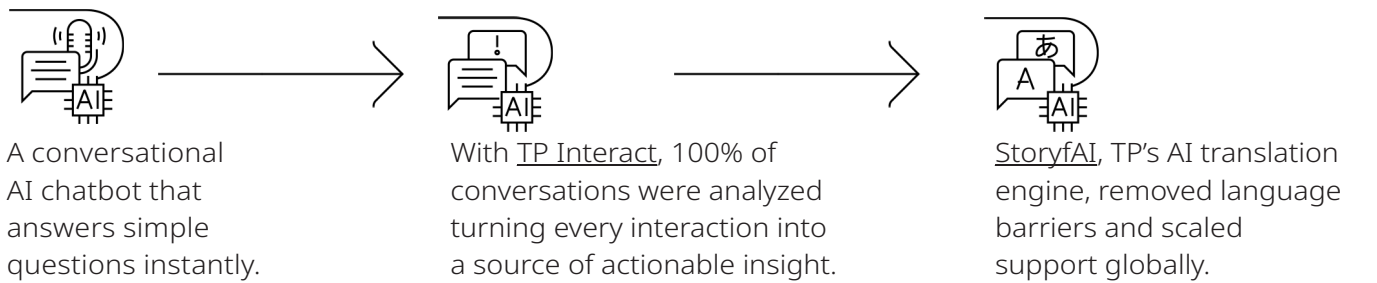 AI
!
AI
あ
A
AI
A conversational
AI chatbot that
answers simple
questions instantly.
With TP Interact, 100% of
conversations were analyzed
turning every interaction into
a source of actionable insight.
StoryfAI, TP’s AI translation
engine, removed language
barriers and scaled
support globally.